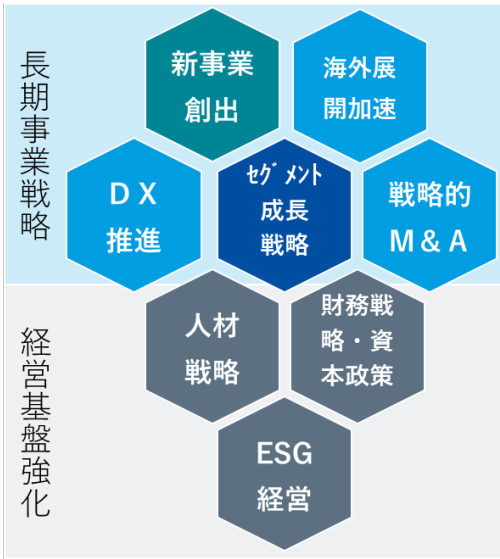 長期事業戦略
新事業
創出
海外展
開加速
ＤＸ
推進
ｾｸﾞﾒﾝﾄ
成長
戦略
戦略的
Ｍ＆Ａ
経営基盤強化
人材
戦略
財務戦
略・資
本政策
ESG
経営